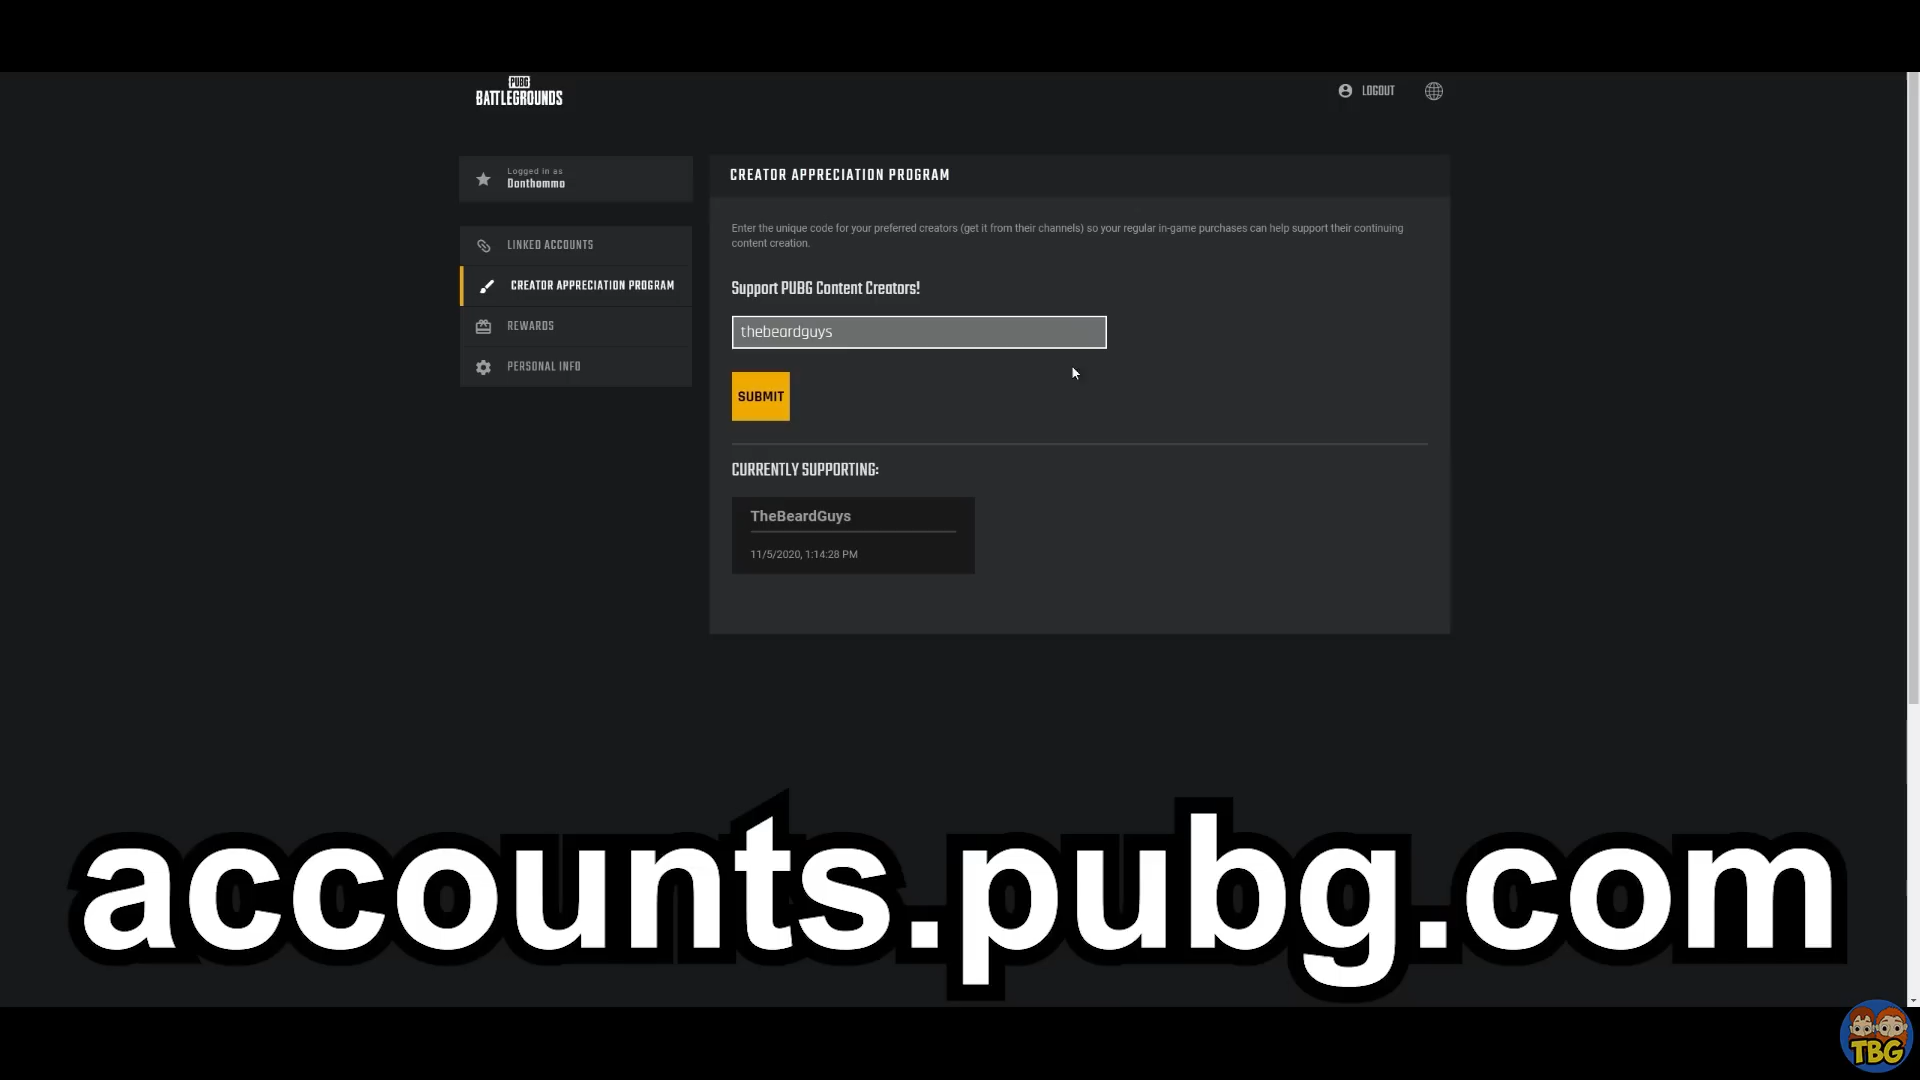 PUBG
BATTLEGROUNDS
LOGOUT
Logged in as
Donthommo
LINKED ACCOUNTS
CREATOR APPRECIATION PROGRAM
REWARDS
PERSONAL INFO
CREATOR APPRECIATION PROGRAM
Enter the unique code for your preferred creators (get it from their channels) so your regular in-game purchases can help support their continuing
content creation.
Support PUBG Content Creators!
thebeardguys
SUBMIT
CURRENTLY SUPPORTING:
TheBeardGuys
11/5/2020, 1:14:28 PM
accounts.pubg.com
TBG